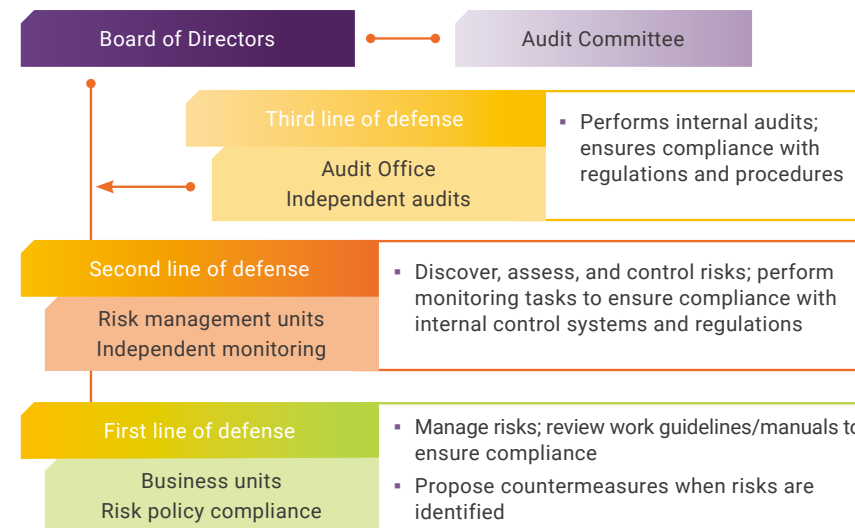 Board of Directors
Audit Committee
Third line of defense
Audit Office
Independent audits
▪ Performs internal audits;
ensures compliance with
regulations and procedures
Second line of defense
Risk management units
Independent monitoring
▪ Discover, assess, and control risks; perform
monitoring tasks to ensure compliance with
internal control systems and regulations
First line of defense
Business units
Risk policy compliance
▪ Manage risks; review work guidelines/manuals to
ensure compliance
▪ Propose countermeasures when risks are
identified